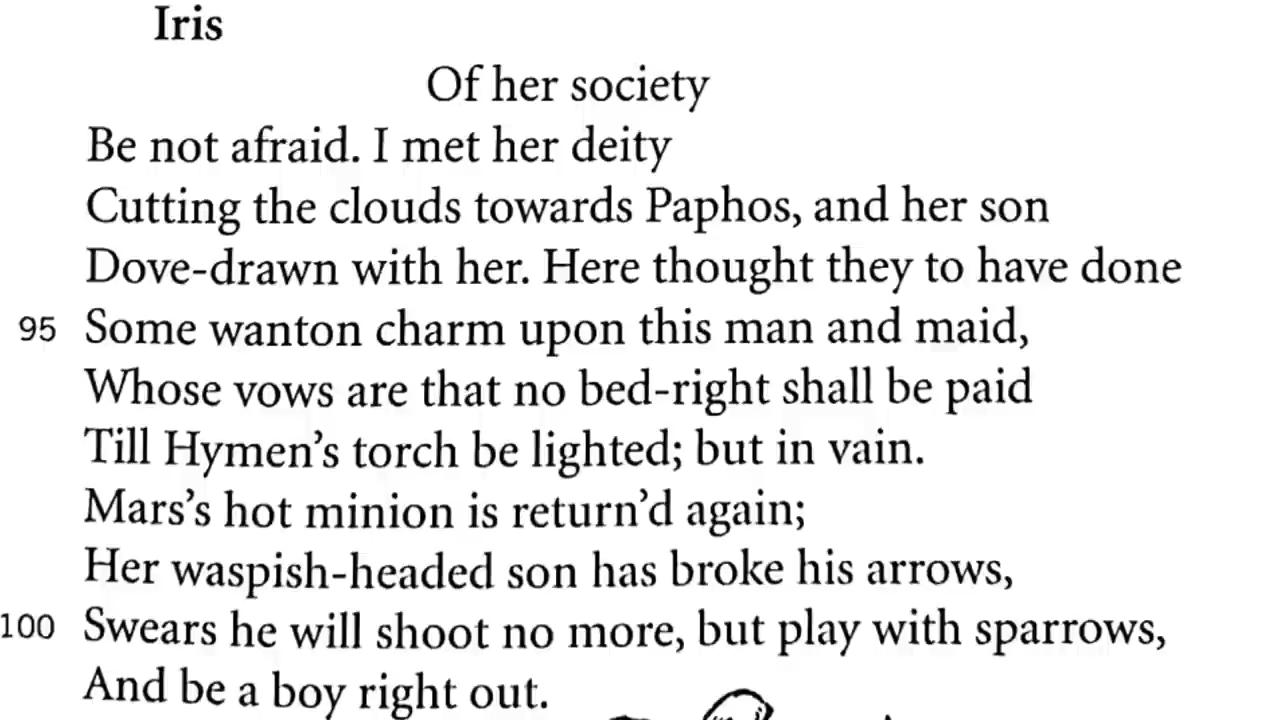 Iris
Of her society
Be not afraid. I met her deity
Cutting the clouds towards Paphos, and her son
Dove-drawn with her. Here thought they to have done
95 Some wanton charm upon this man and maid,
Whose vows are that no bed-right shall be paid
Till Hymen's torch be lighted; but in vain.
Mars's hot minion is return'd again;
Her waspish-headed son has broke his arrows,
100 Swears he will shoot no more, but play with sparrows,
And be a boy right out.